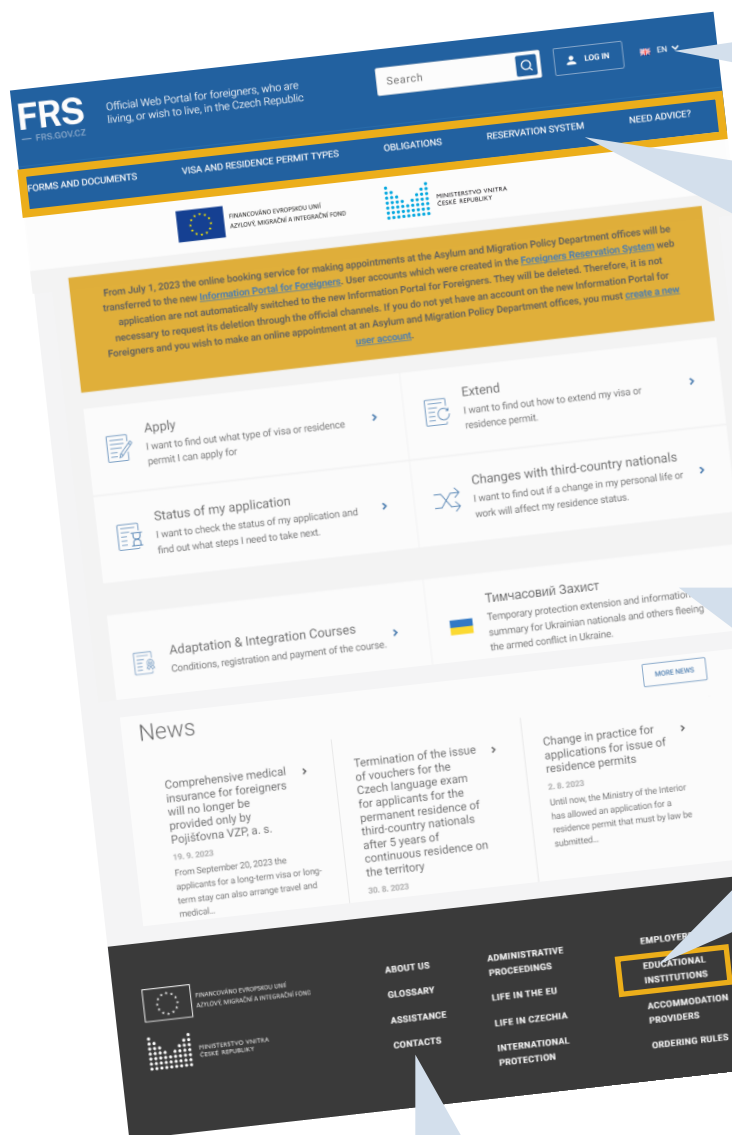 FRS
— FRS.GOV.CZ
Official Web Portal for foreigners, who are
living, or wish to live, in the Czech Republic
Search
LOG IN
EN
FORMS AND DOCUMENTS
VISA AND RESIDENCE PERMIT TYPES
OBLIGATIONS
RESERVATION SYSTEM
NEED ADVICE?
FINANCOVÁNO EVROPSKOU UNIÍ
AZYLOVÝ, MIGRAČNÍ A INTEGRAČNÍ FOND
MINISTERSTVO VNITRA
ČESKÉ REPUBLIKY
From July 1, 2023 the online booking service for making appointments at the Asylum and Migration Policy Department offices will be
transferred to the new Information Portal for Foreigners. User accounts which were created in the Foreigners Reservation System web
application are not automatically switched to the new Information Portal for Foreigners. They will be deleted. Therefore, it is not
necessary to request its deletion through the official channels. If you do not yet have an account on the new Information Portal for
Foreigners and you wish to make an online appointment at an Asylum and Migration Policy Department offices, you must create a new
user account.
Apply
I want to find out what type of visa or residence
permit I can apply for
Extend
I want to find out how to extend my visa or
residence permit.
Status of my application
I want to check the status of my application and
find out what steps I need to take next.
Changes with third-country nationals
I want to find out if a change in my personal life or
work will affect my residence status.
Adaptation & Integration Courses
Conditions, registration and payment of the course.
Тимчасовий Захист
Temporary protection extension and information
summary for Ukrainian nationals and others fleeing
the armed conflict in Ukraine.
MORE NEWS
News
Comprehensive medical
insurance for foreigners
will no longer be
provided only by
Pojišťovna VZP, a. s.
19. 9. 2023
From September 20, 2023 the
applicants for a long-term visa or long-
term stay can also arrange travel and
medical...
Termination of the issue
of vouchers for the
Czech language exam
for applicants for the
permanent residence of
third-country nationals
after 5 years of
continuous residence on
the territory
30. 8. 2023
Change in practice for
applications for issue of
residence permits
2. 8. 2023
Until now, the Ministry of the Interior
has allowed an application for a
residence permit that must by law be
submitted...
FINANCOVÁNO EVROPSKOU UNIÍ
AZYLOVÝ, MIGRAČNÍ A INTEGRAČNÍ FOND
MINISTERSTVO VNITRA
ČESKÉ REPUBLIKY
ABOUT US
GLOSSARY
ASSISTANCE
CONTACTS
ADMINISTRATIVE
PROCEEDINGS
LIFE IN THE EU
LIFE IN CZECHIA
INTERNATIONAL
PROTECTION
EDUCATIONAL
INSTITUTIONS
ACCOMMODATION
PROVIDERS
ORDERING RULES